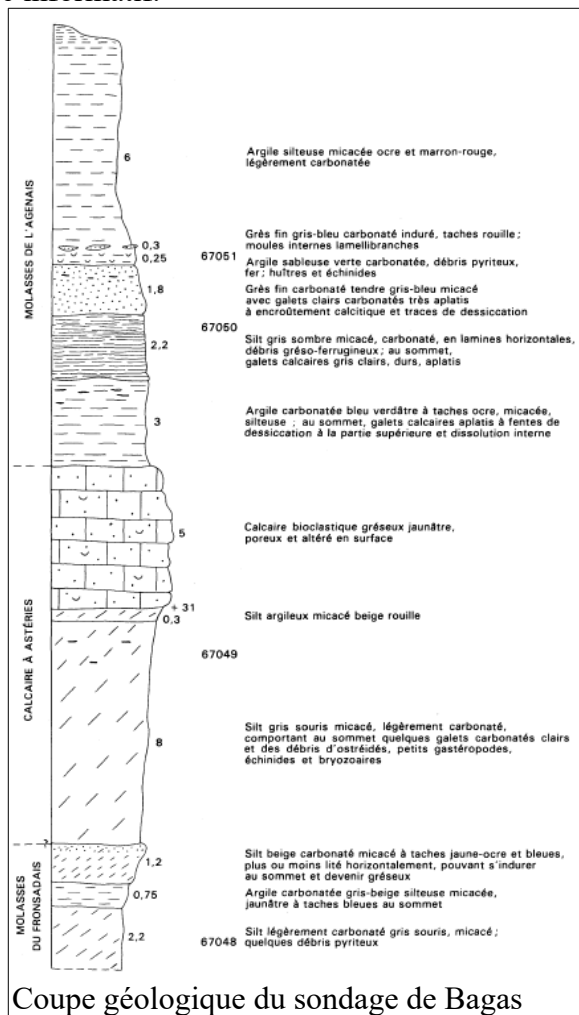 MOLASSES DE L'AGENAIS
6
Argile silteuse micacée ocre et marron-rouge,
légèrement carbonatée
0,3
Grès fin gris-bleu carbonaté induré, taches rouille ;
moules internes lamellibranches
0,25
67051
Argile sableuse verte carbonatée, débris pyriteux,
fer ; huîtres et échinides
1,8
Grès fin carbonaté tendre gris-bleu micacé
avec galets clairs carbonatés très aplatis
à encroûtement calcitique et traces de dessiccation
67050
2,2
Silt gris sombre micacé, carbonaté, en lamines horizontales,
débris gréso-ferrugineux ; au sommet,
galets calcaires gris clairs, durs, aplatis
3
Argile carbonatée bleu verdâtre à taches ocre, micacée,
silteuse ; au sommet, galets calcaires aplatis à fentes de
dessiccation à la partie supérieure et dissolution interne
CALCAIRE À ASTÉRIES
5
Calcaire bioclastique gréseux jaunâtre,
poreux et altéré en surface
+ 31
0,3
Silt argileux micacé beige rouille
67049
8
Silt gris souris micacé, légèrement carbonaté,
comportant au sommet quelques galets carbonatés clairs
et des débris d'ostréidés, petits gastéropodes,
échinides et bryozoaires
?
MOLASSES
DU FRONSADAIS
1,2
Silt beige carbonaté micacé à taches jaune-ocre et bleues,
plus ou moins lité horizontalement, pouvant s'indurer
au sommet et devenir gréseux
0,75
Argile carbonatée gris-beige silteuse micacée,
jaunâtre à taches bleues au sommet
2,2
67048
Silt légèrement carbonaté gris souris, micacé ;
quelques débris pyriteux
Coupe géologique du sondage de Bagas